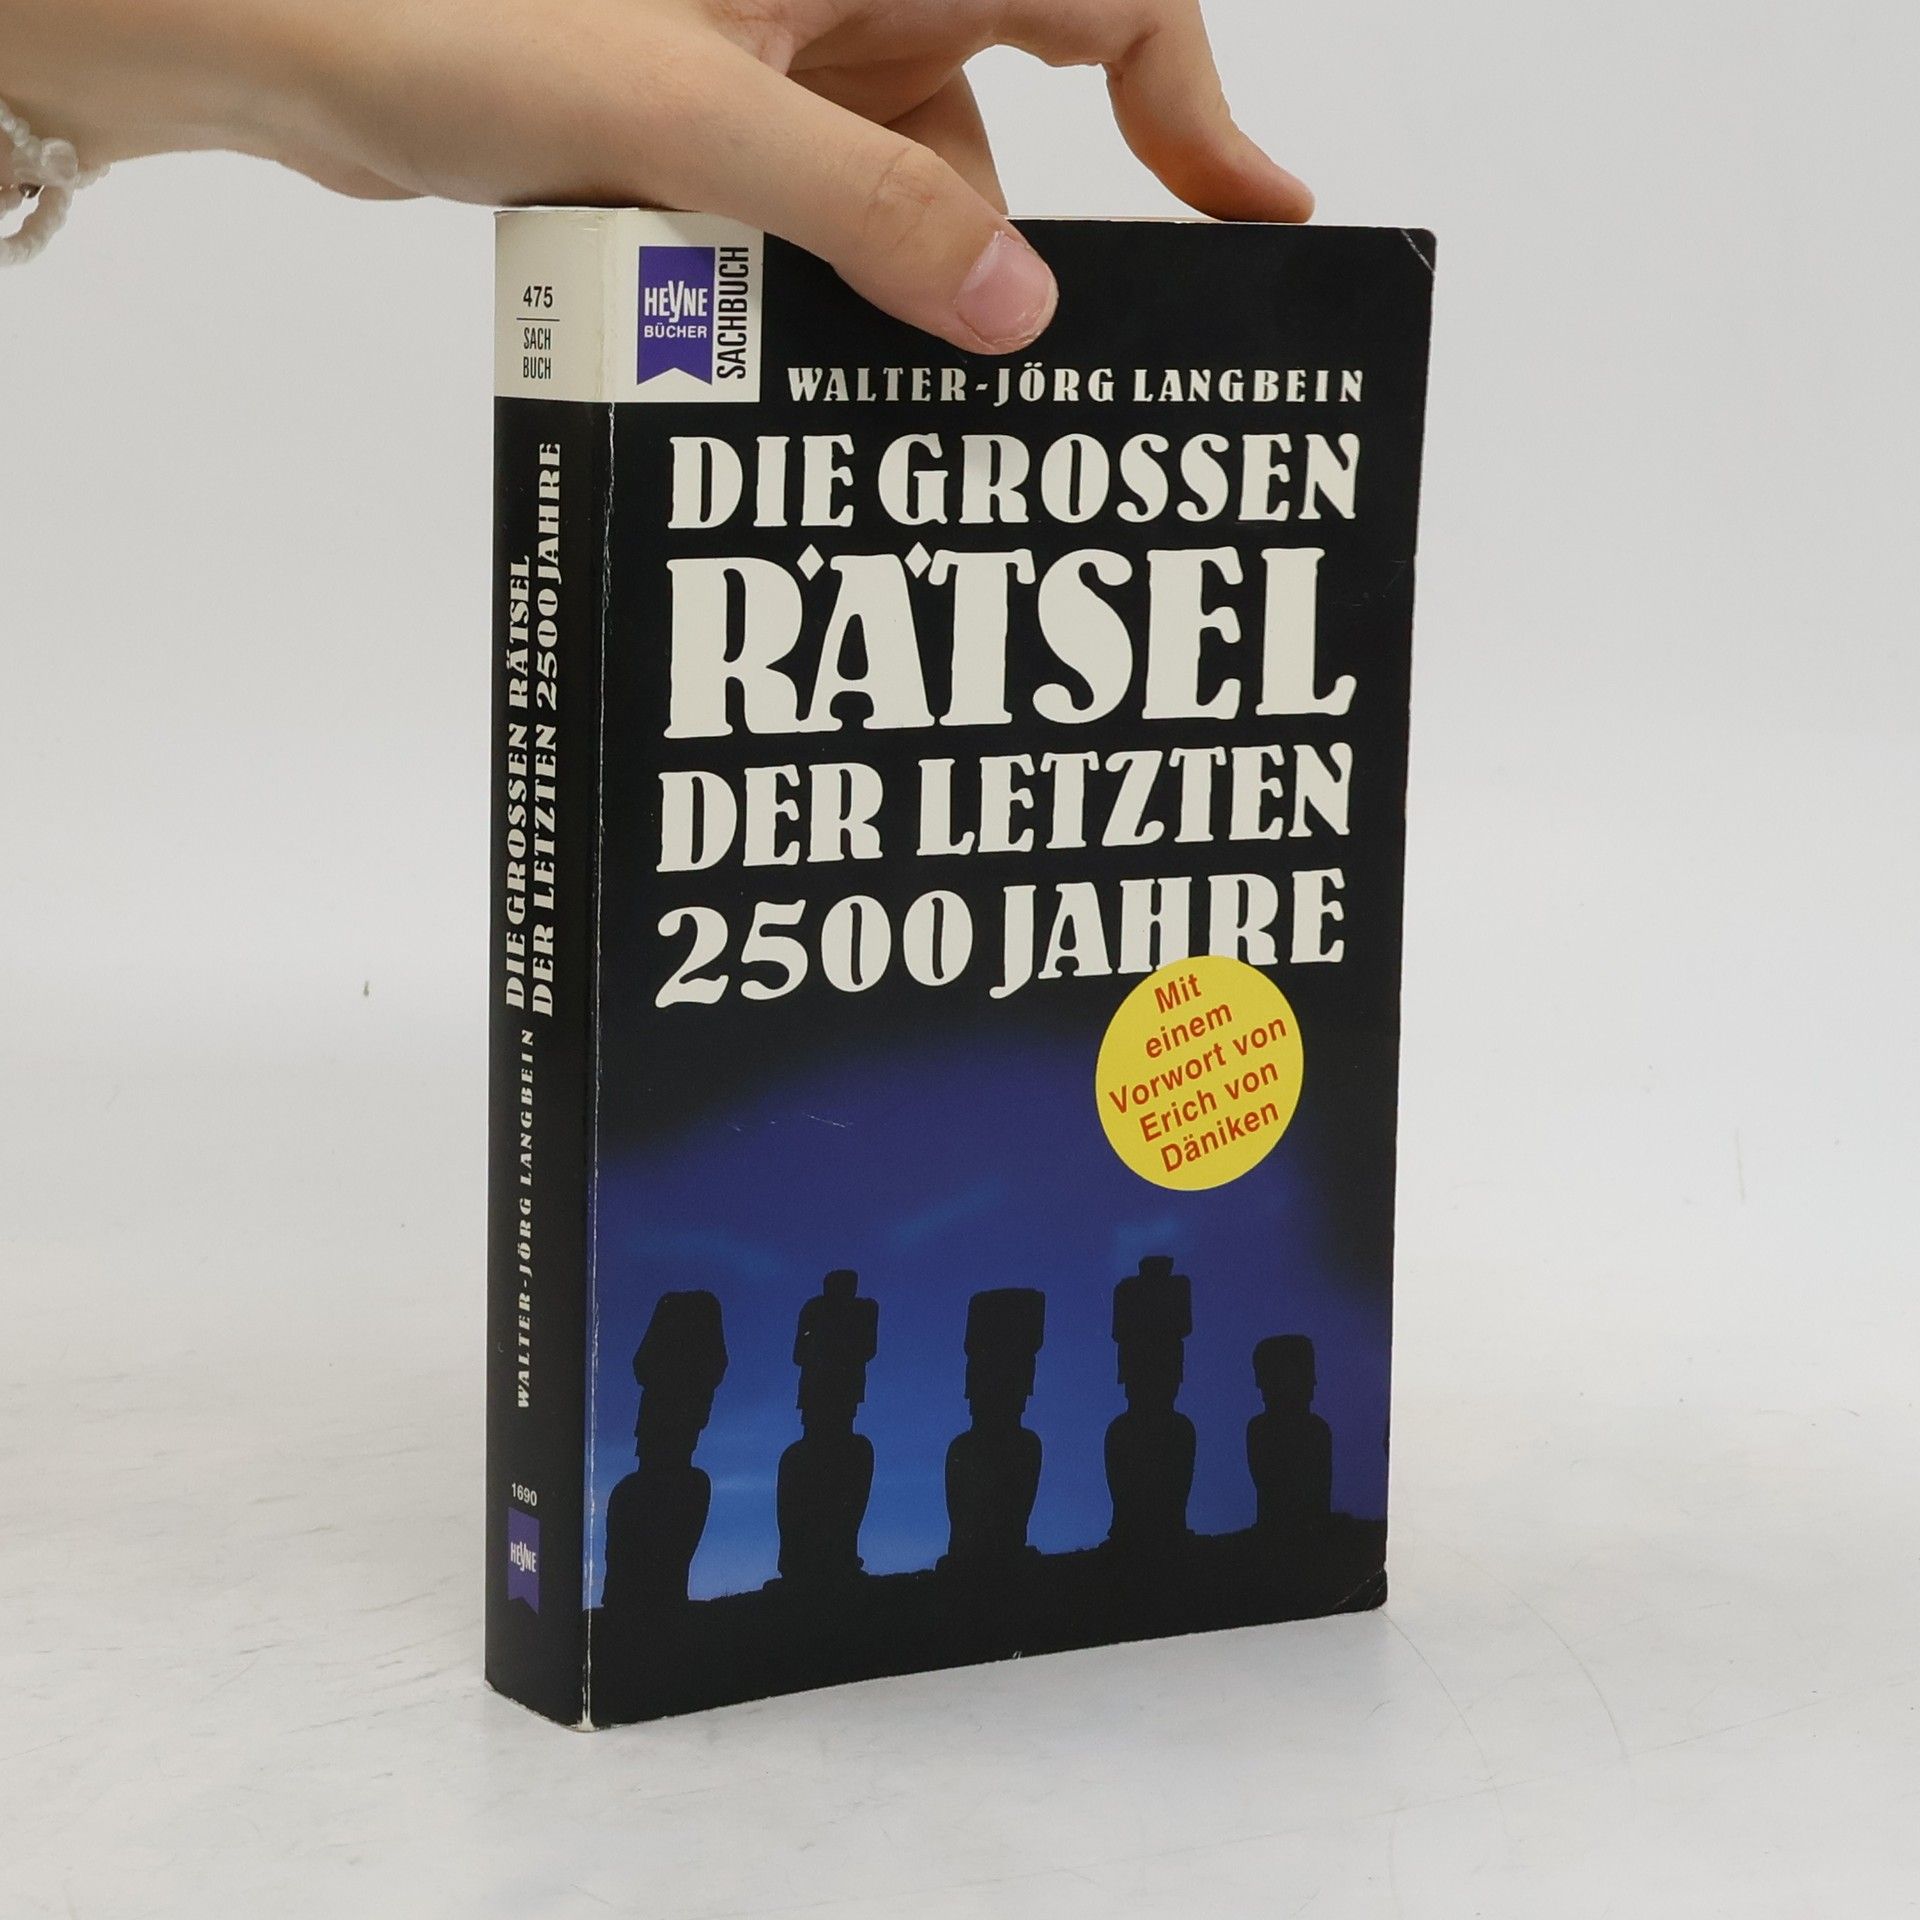 475
SACH
BUCH
DIE GROSSEN RÄTSEL
DER LETZTEN 2500 JAHRE
WALTER-JÖRG LANGBEIN
1690
HEYNE
HEYNE
BÜCHER
SACHBUCH
WALTER-JÖRG LANGBEIN
DIE GROSSEN
RÄTSEL
DER LETZTEN
2500 JAHRE
Mit
einem
Vorwort von
Erich von
Däniken